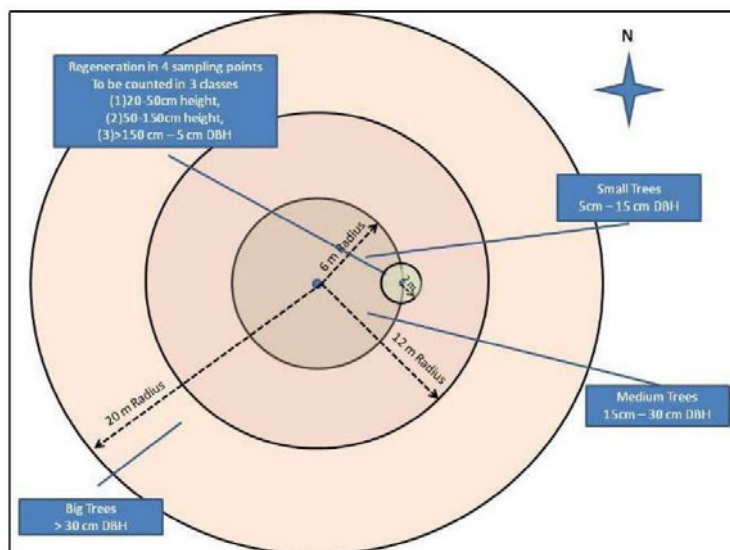 Regeneration in 4 sampling points
To be counted in 3 classes
(1)20-50cm height,
(2)50-150cm height,
(3)>150 cm – 5 cm DBH
N
Small Trees
5cm – 15 cm DBH
6 m Radius
12 m Radius
20 m Radius
Medium Trees
15cm – 30 cm DBH
Big Trees
> 30 cm DBH